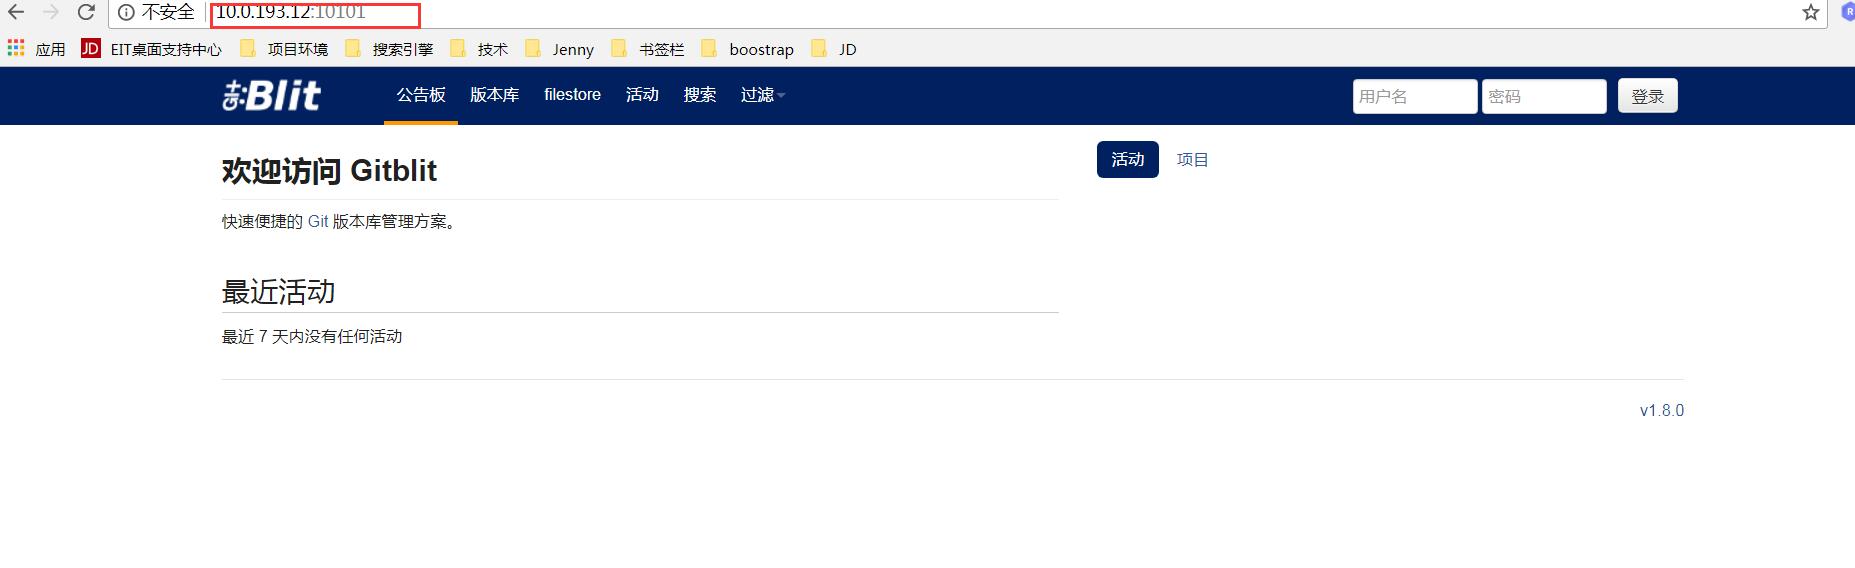 不安全 10.0.193.12:10101
应用 JD EIT桌面支持中心 项目环境 搜索引擎 技术 Jenny 书签栏 boostrap JD
Blit 公告板 版本库 filestore 活动 搜索 过滤 用户名 密码 登录
活动 项目
欢迎访问 Gitblit
快速便捷的 Git 版本库管理方案。
最近活动
最近 7 天内没有任何活动
v1.8.0